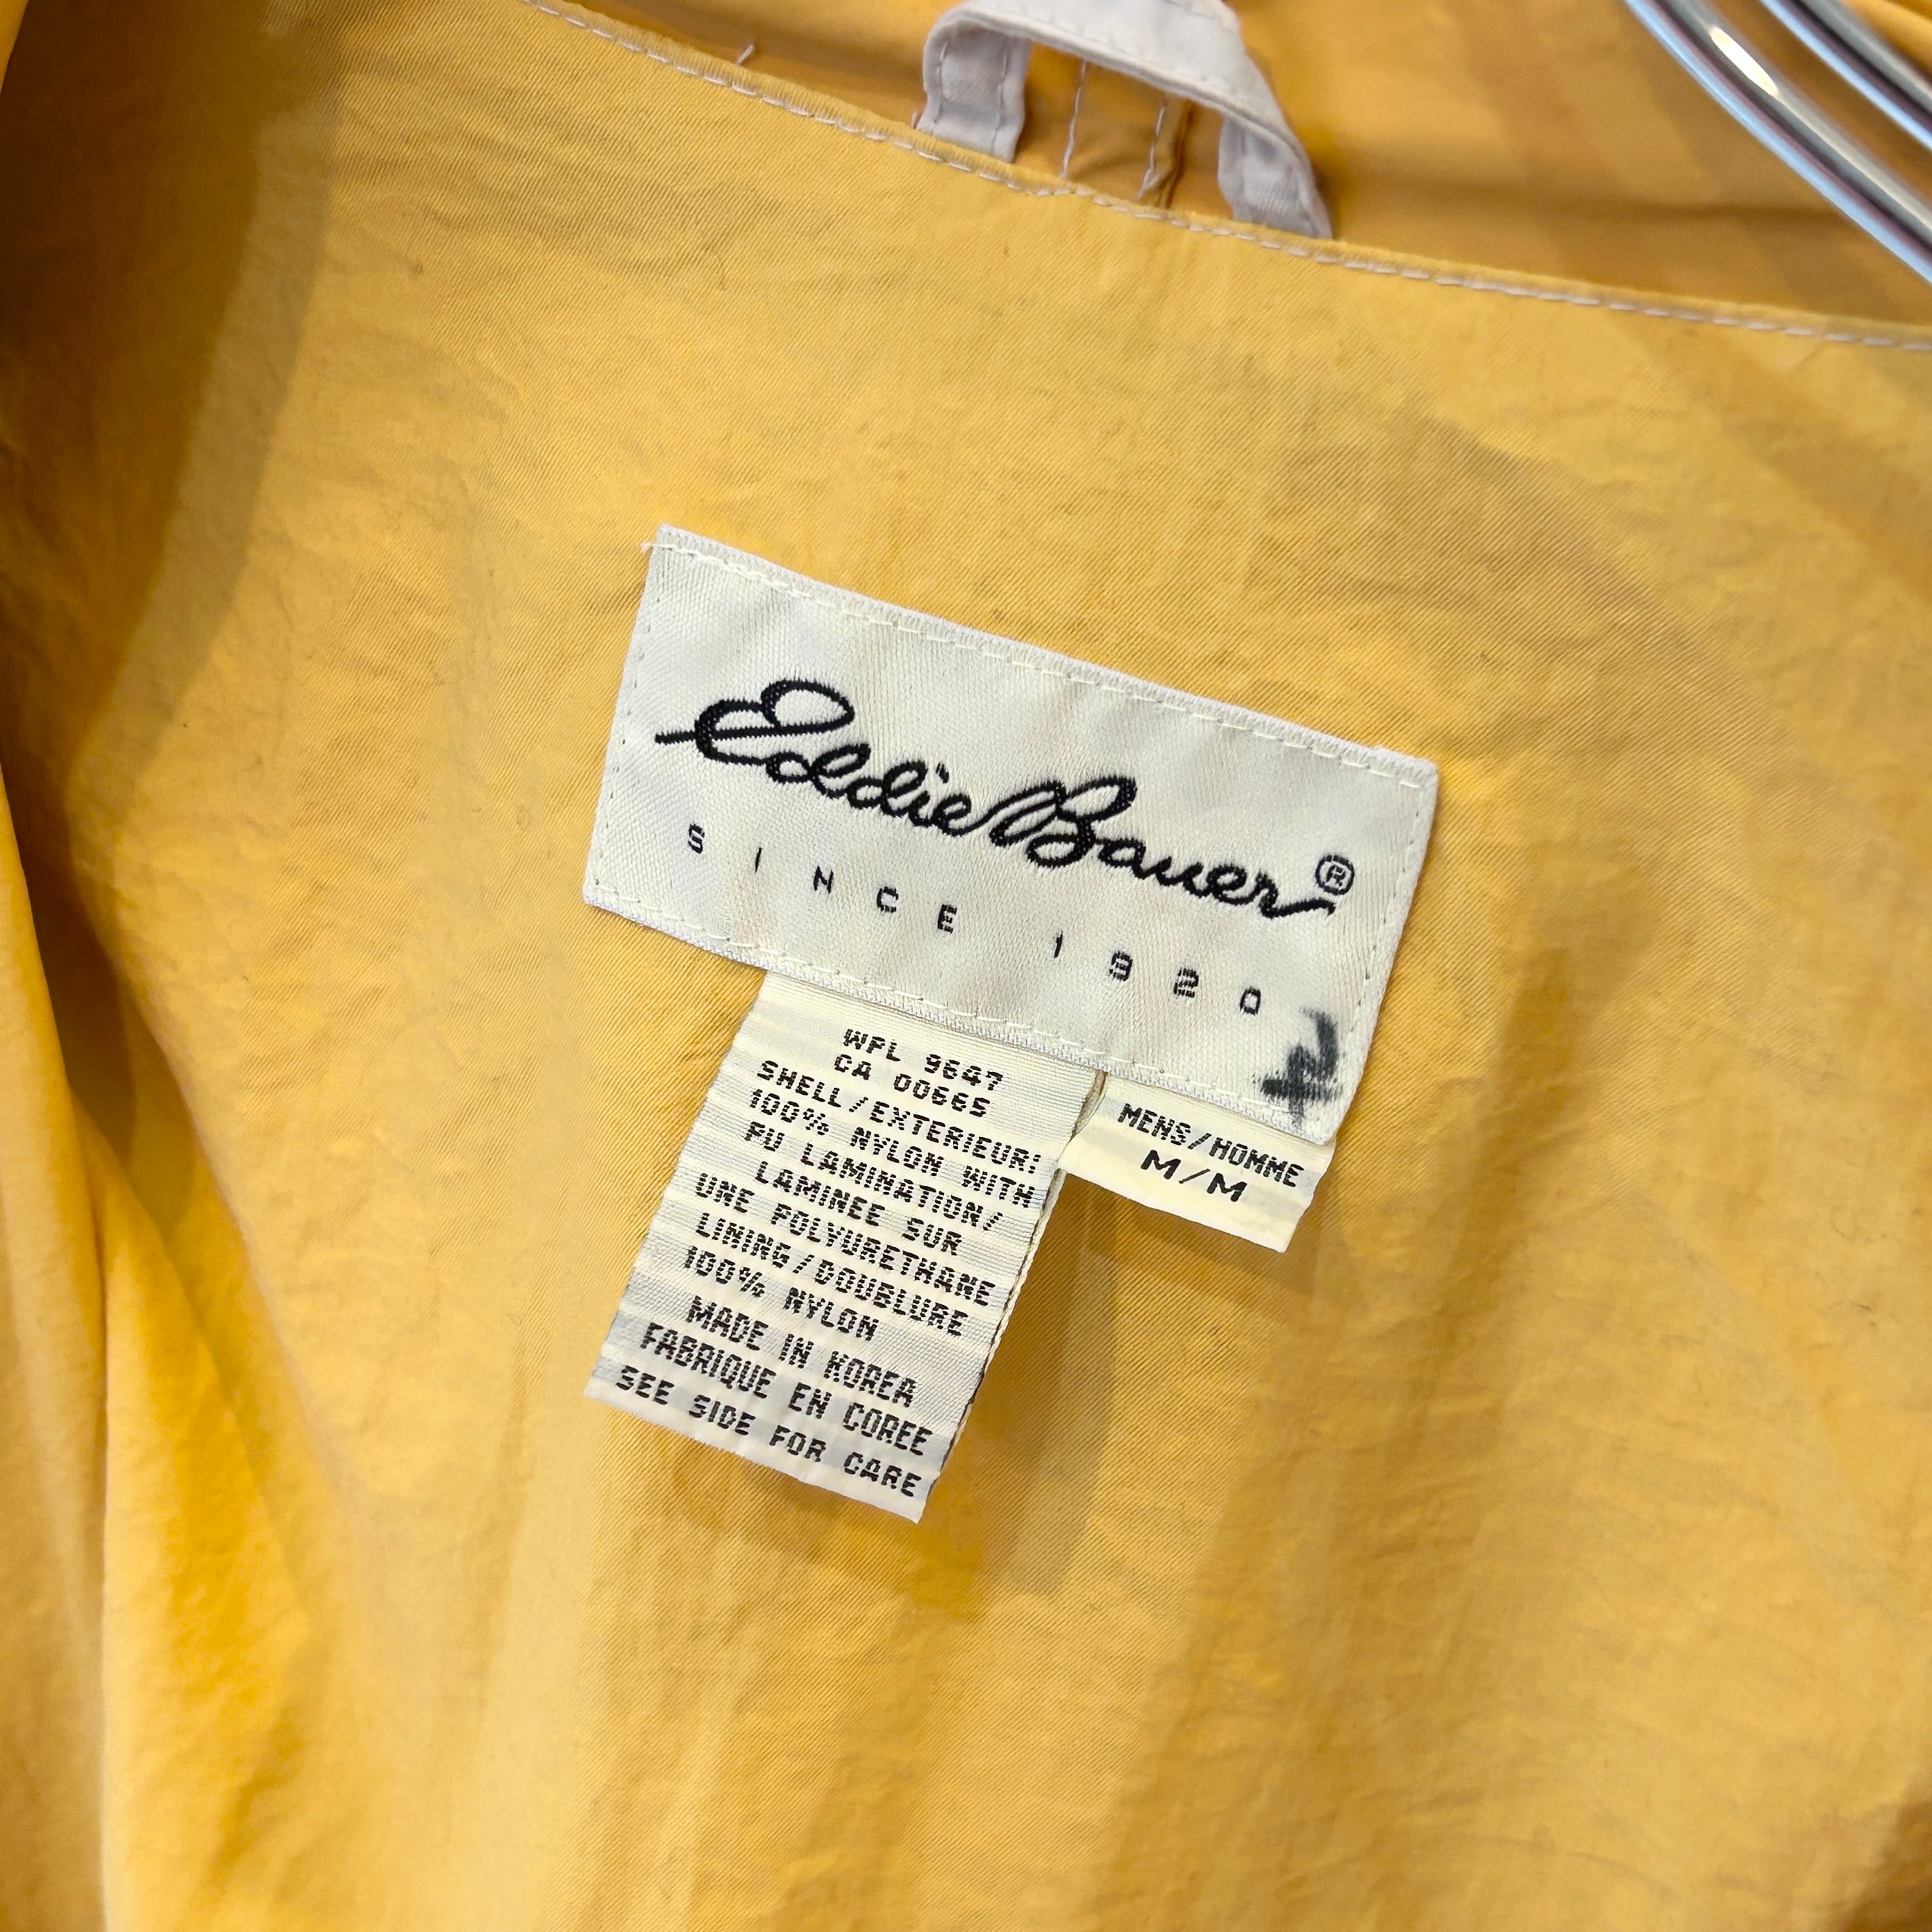 Eddie Bauer®
SINCE 1920
WPL 9647
CA 00665
SHELL/EXTERIEUR:
100% NYLON WITH
PU LAMINATION/
LAMINEE SUR
UNE POLYURETHANE
LINING/DOUBLURE
100% NYLON
MADE IN KOREA
FABRIQUE EN COREE
SEE SIDE FOR CARE
MENS/HOMME
M/M